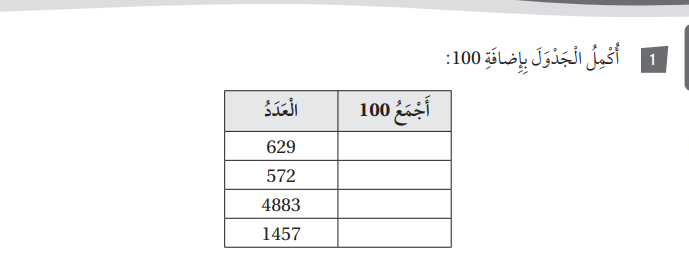 1 أُكْمِلُ الْجَدْوَلَ بِإِضافَةِ 100:
أَجْمَعُ 100 الْعَدَدُ
629
572
4883
1457